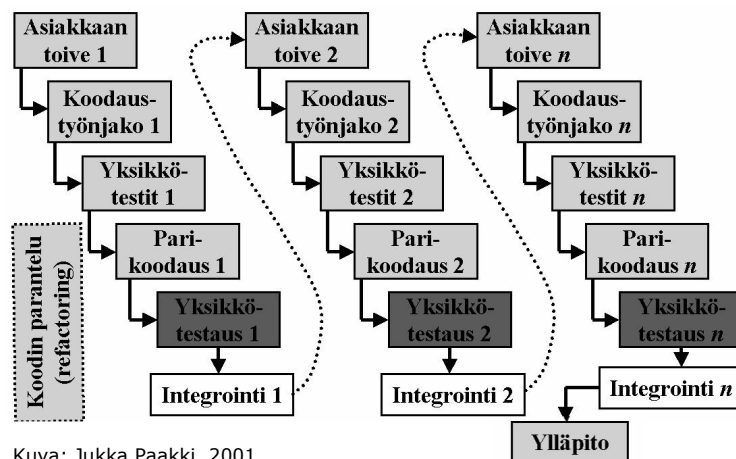 Asiakkaan
toive 1
Koodaus-
työnjako 1
Yksikkö-
testit 1
Pari-
koodaus 1
Yksikkö-
testaus 1
Integrointi 1
Asiakkaan
toive 2
Koodaus-
työnjako 2
Yksikkö-
testit 2
Pari-
koodaus 2
Yksikkö-
testaus 2
Integrointi 2
Asiakkaan
toive n
Koodaus-
työnjako n
Yksikkö-
testit n
Pari-
koodaus n
Yksikkö-
testaus n
Integrointi n
Ylläpito
Koodin parantelu
(refactoring)
Kuva: Jukka Paakki, 2001